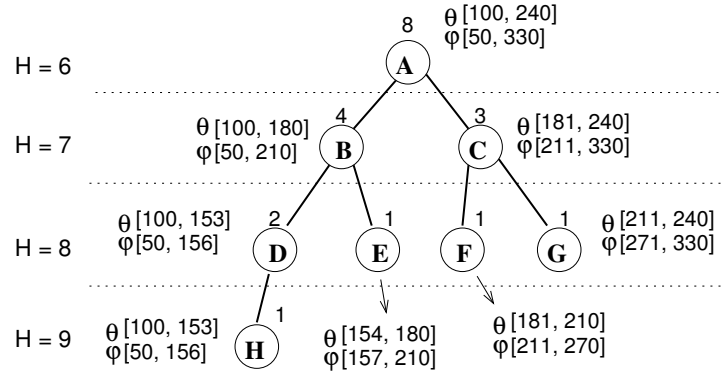 8
θ [100, 240]
φ [50, 330]
H = 6
A
4
3
θ [100, 180]
φ [50, 210]
θ [181, 240]
φ [211, 330]
H = 7
B
C
2
1
1
1
θ [100, 153]
φ [50, 156]
θ [211, 240]
φ [271, 330]
H = 8
D
E
F
G
1
θ [100, 153]
φ [50, 156]
θ [154, 180]
φ [157, 210]
θ [181, 210]
φ [211, 270]
H = 9
H